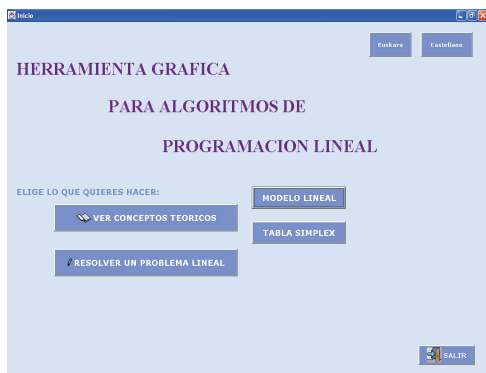 Inicio
Euskara
Castellano
HERRAMIENTA GRAFICA
PARA ALGORITMOS DE
PROGRAMACION LINEAL
ELIGE LO QUE QUIERES HACER:
MODELO LINEAL
VER CONCEPTOS TEORICOS
TABLA SIMPLEX
RESOLVER UN PROBLEMA LINEAL
SALIR